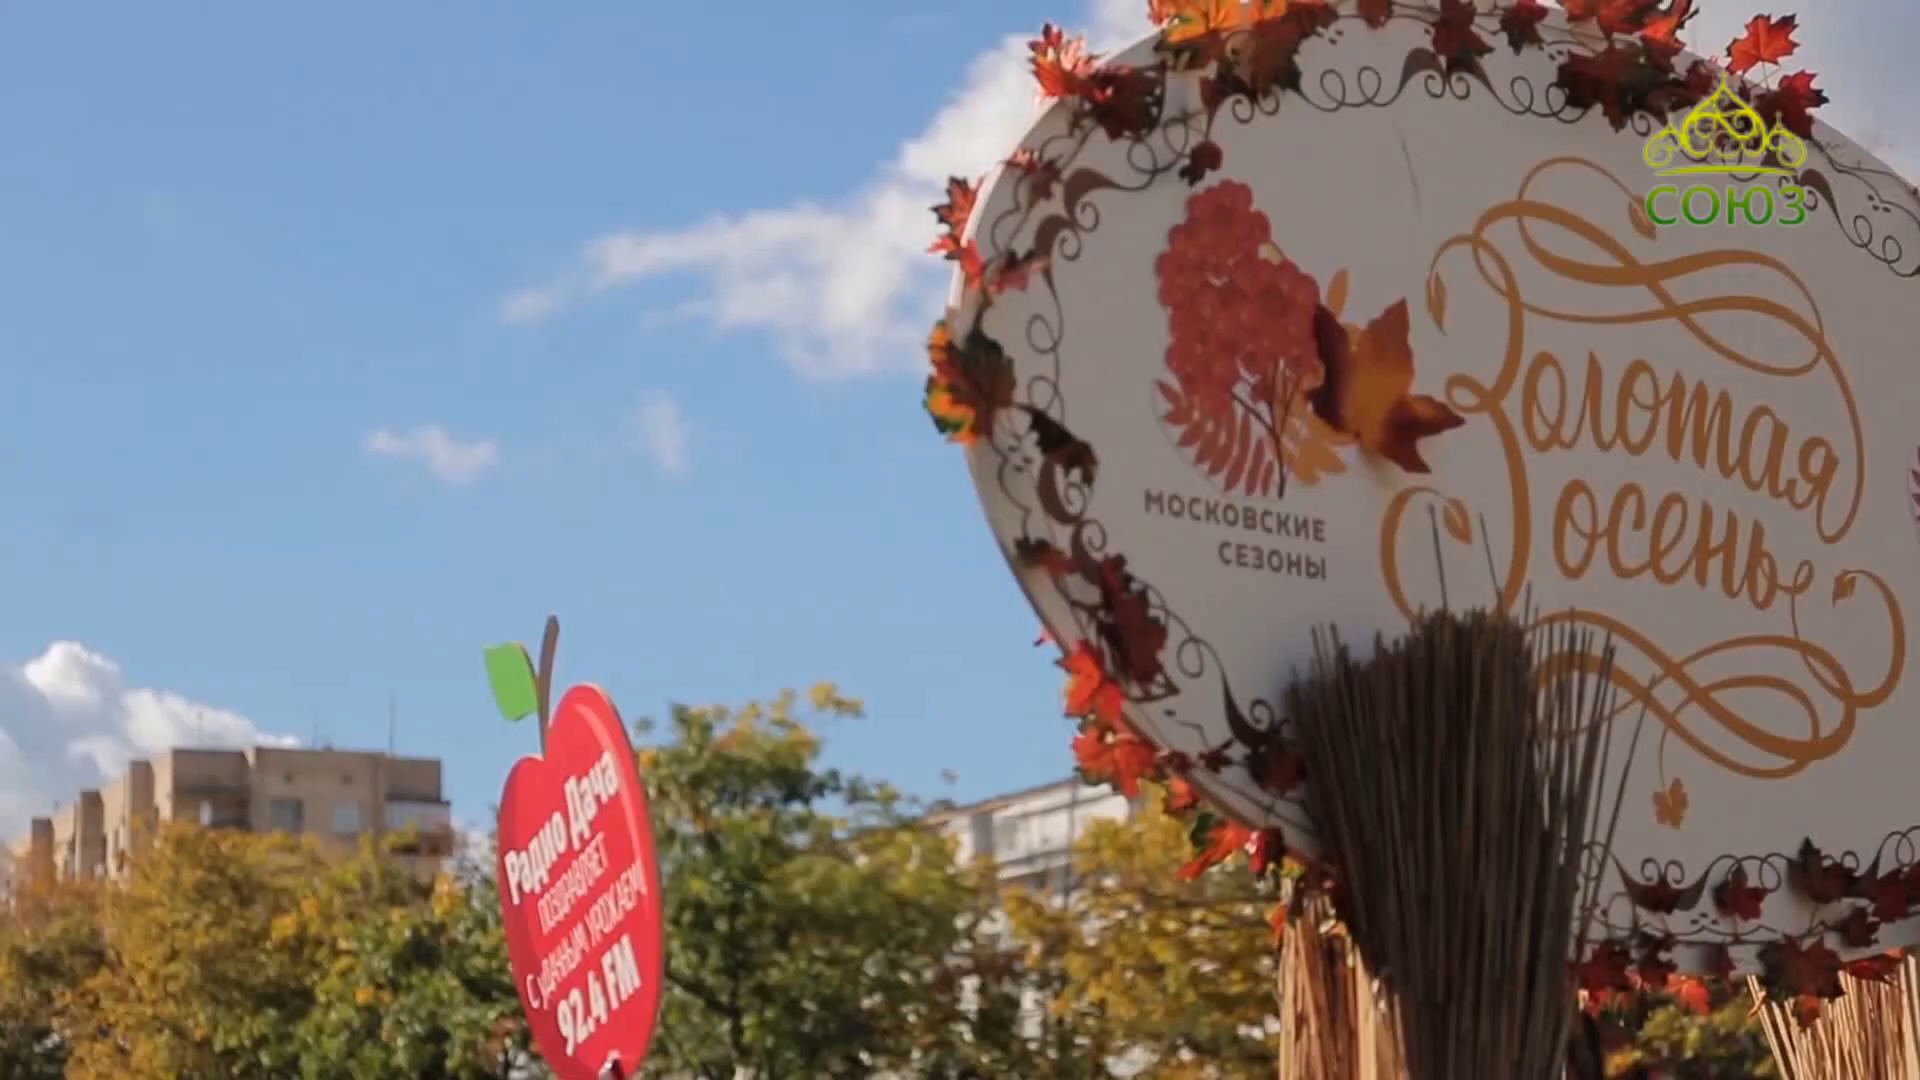 СОЮЗ
Золотая
осень
МОСКОВСКИЕ
СЕЗОНЫ
Радио Дача
ПОЗДРАВЛЯЕТ
С УДАЧНЫМ УРОЖАЕМ!
92.4 FM